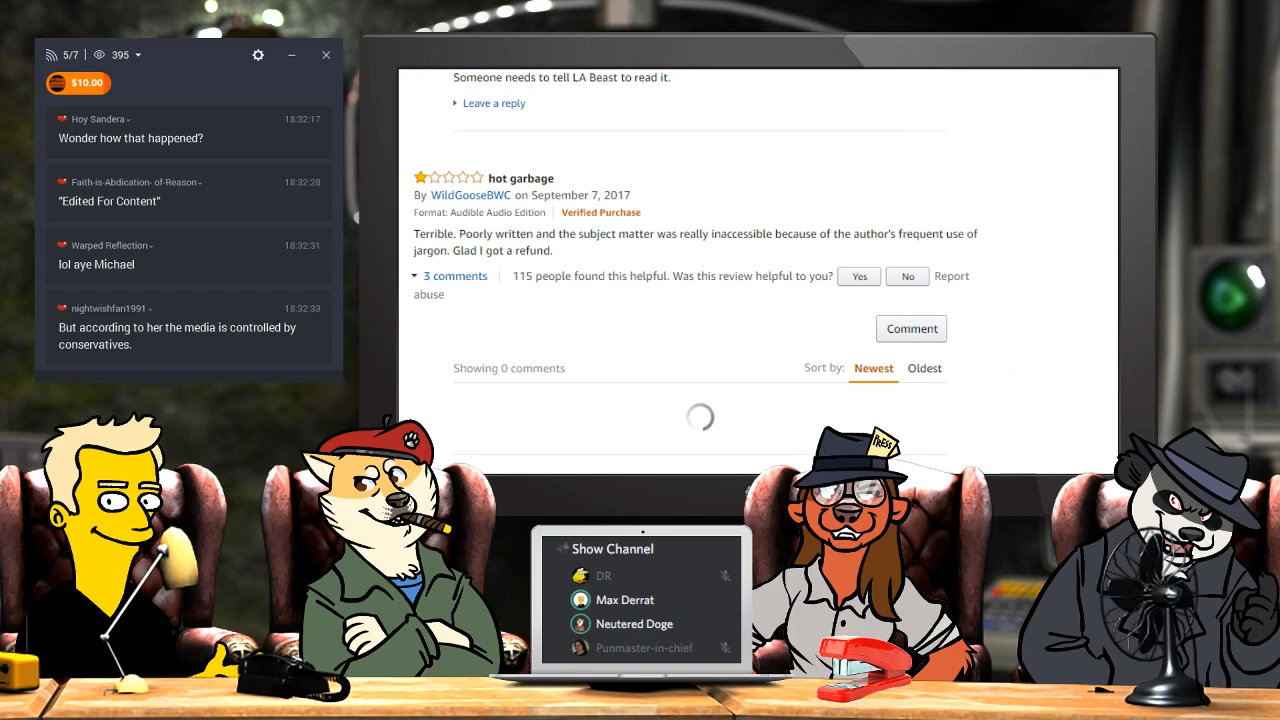 5/7 395
$10.00
Hoy Sandera 18:32:17
Wonder how that happened?
Faith-is-Abdication- of-Reason 18:32:28
"Edited For Content"
Warped Reflection 18:32:31
lol aye Michael
nightwishfan1991 18:32:33
But according to her the media is controlled by
conservatives.
Someone needs to tell LA Beast to read it.
Leave a reply
hot garbage
By WildGooseBWC on September 7, 2017
Format: Audible Audio Edition Verified Purchase
Terrible. Poorly written and the subject matter was really inaccessible because of the author's frequent use of
jargon. Glad I got a refund.
3 comments 115 people found this helpful. Was this review helpful to you? Yes No Report
abuse
Comment
Showing 0 comments Sort by: Newest Oldest
PRESS
Show Channel
DR
Max Derrat
Neutered Doge
Punmaster-in-chief